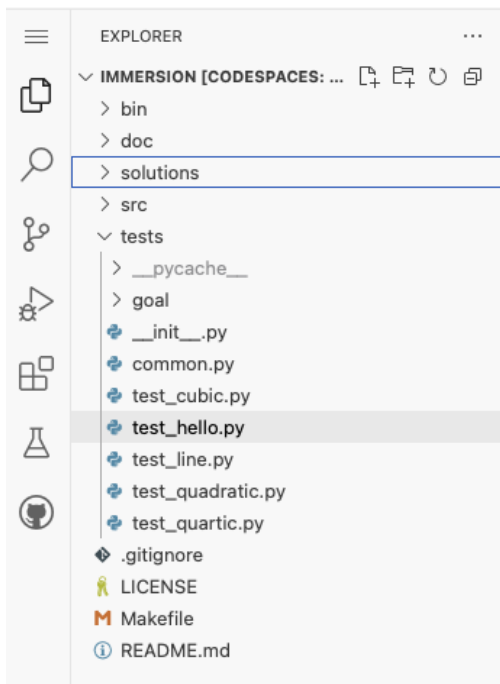 EXPLORER
IMMERSION [CODESPACES: ...
bin
doc
solutions
src
tests
__pycache__
goal
__init__.py
common.py
test_cubic.py
test_hello.py
test_line.py
test_quadratic.py
test_quartic.py
.gitignore
LICENSE
Makefile
README.md